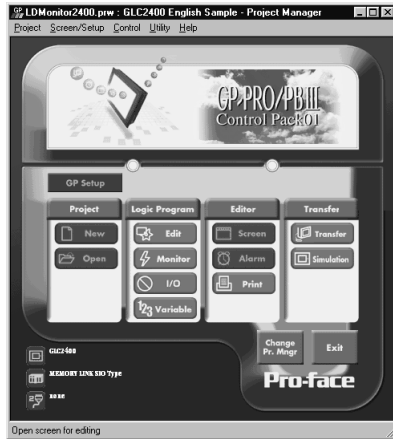 LDMonitor2400.prw : GLC2400 English Sample - Project Manager
Project Screen/Setup Control Utility Help
GP-PRO/PBIII
Control Pack01
GP Setup
Project Logic Program Editor Transfer
New Edit Screen Transfer
Open Monitor Alarm Simulation
I/O Print
123 Variable
Change
Pr. Mngr
Exit
GLC2400
MEMORY LINK SIO Type
none
Pro-face
Open screen for editing